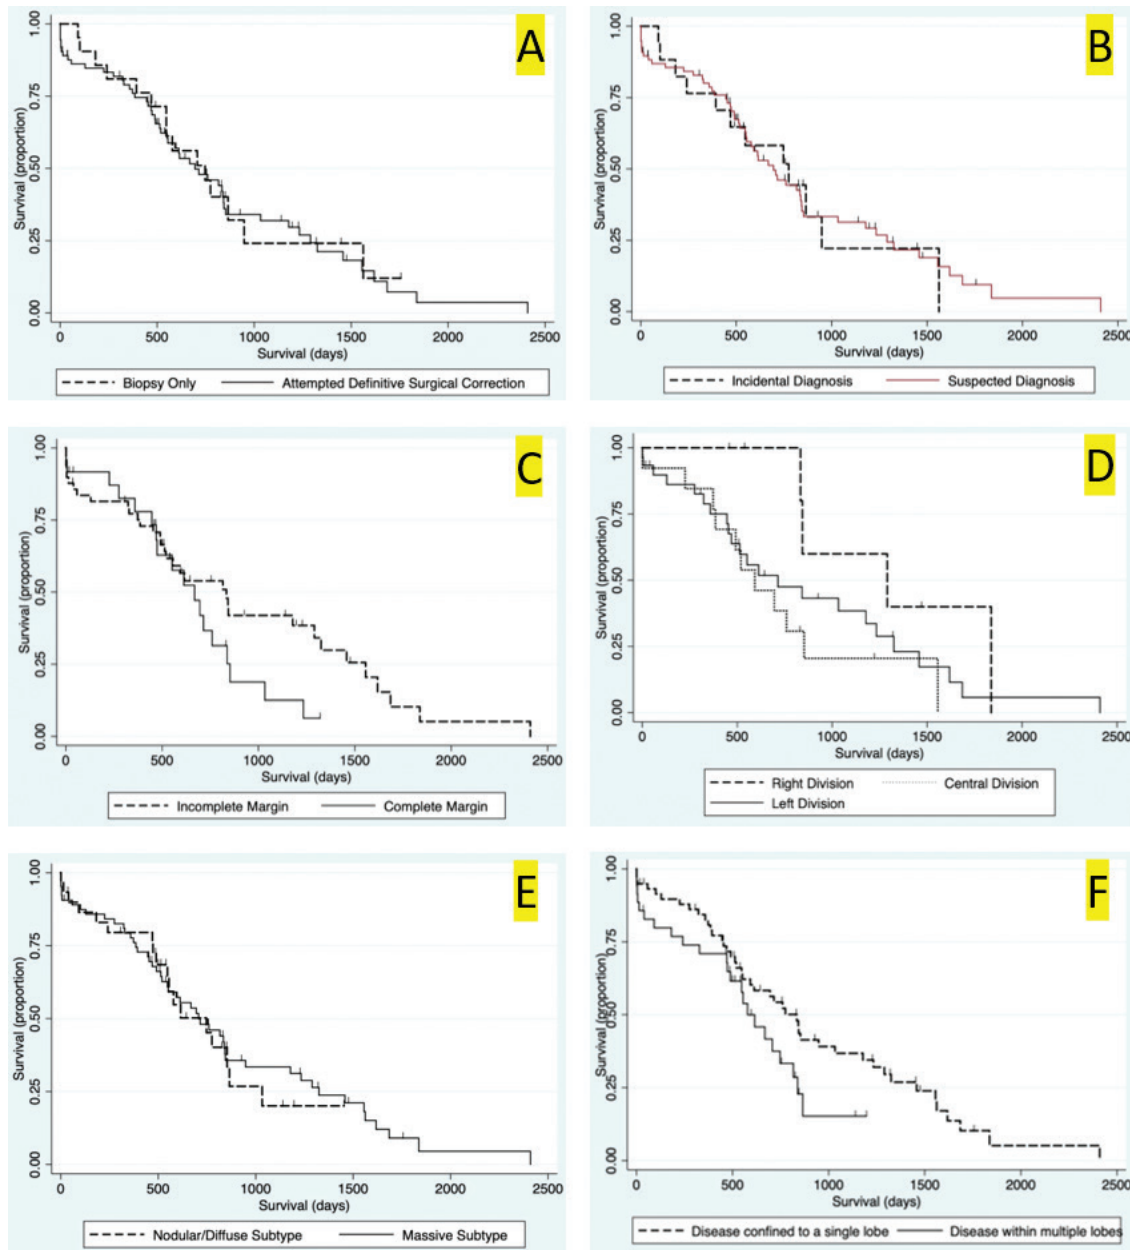 A
Survival (proportion)
1.00
0.75
0.50
0.25
0.00
0 500 1000 1500 2000 2500
Survival (days)
Biopsy Only Attempted Definitive Surgical Correction
B
Survival (proportion)
1.00
0.75
0.50
0.25
0.00
0 500 1000 1500 2000 2500
Survival (days)
Incidental Diagnosis Suspected Diagnosis
C
Survival (proportion)
1.00
0.75
0.50
0.25
0.00
0 500 1000 1500 2000 2500
Survival (days)
Incomplete Margin Complete Margin
D
Survival (proportion)
1.00
0.75
0.50
0.25
0.00
0 500 1000 1500 2000 2500
Survival (days)
Right Division Central Division
Left Division
E
Survival (proportion)
1.00
0.75
0.50
0.25
0.00
0 500 1000 1500 2000 2500
Survival (days)
Nodular/Diffuse Subtype Massive Subtype
F
Survival (proportion)
1.00
0.75
0.50
0.25
0.00
0 500 1000 1500 2000 2500
Survival (days)
Disease confined to a single lobe Disease within multiple lobes